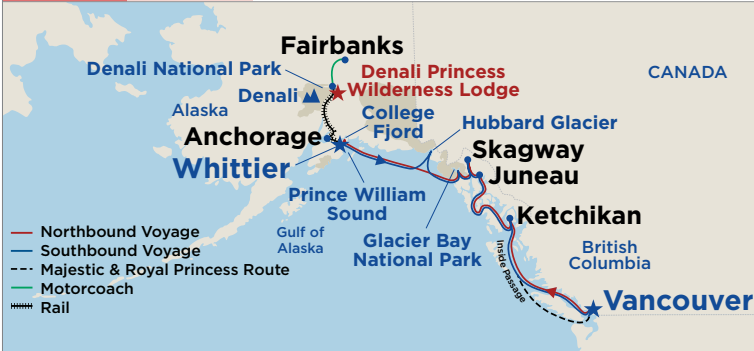 Fairbanks
Denali National Park
Denali Princess
Wilderness Lodge
CANADA
Denali
Alaska
College
Fjord
Hubbard Glacier
Anchorage
Skagway
Whittier
Juneau
Prince William
Sound
Ketchikan
Gulf of
Alaska
Glacier Bay
National Park
British
Columbia
Inside Passage
Vancouver
Northbound Voyage
Southbound Voyage
Majestic & Royal Princess Route
Motorcoach
Rail